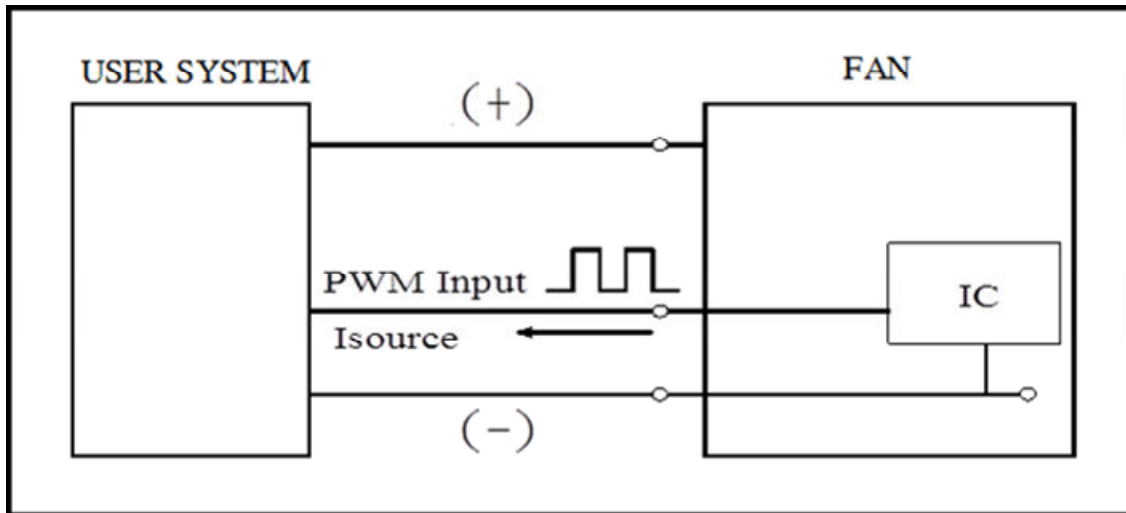 USER SYSTEM
FAN
(+)
PWM Input
IC
Isource
(-)